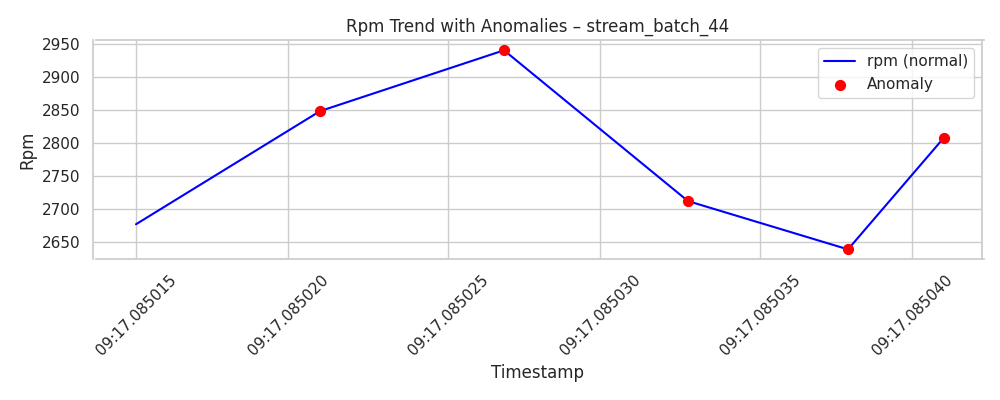 Rpm Trend with Anomalies – stream_batch_44
rpm (normal)
Anomaly
Rpm
2950
2900
2850
2800
2750
2700
2650
09:17.085015
09:17.085020
09:17.085025
09:17.085030
09:17.085035
09:17.085040
Timestamp